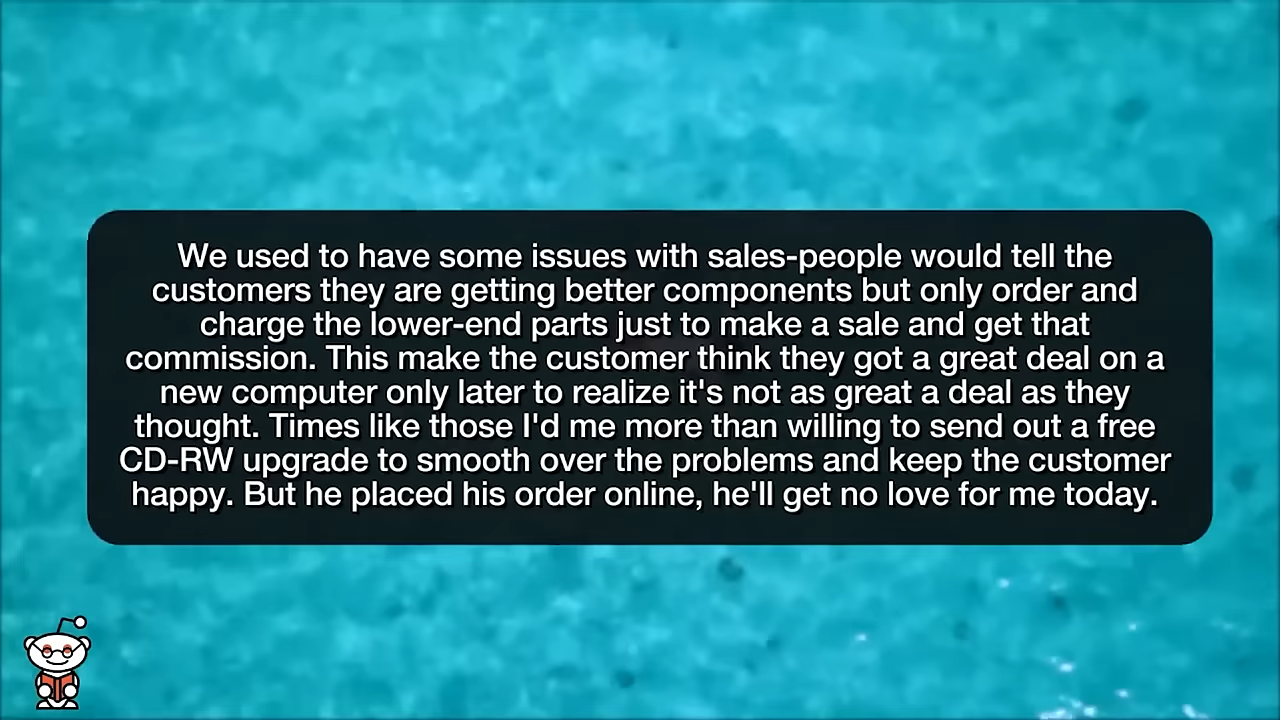 We used to have some issues with sales-people would tell the
customers they are getting better components but only order and
charge the lower-end parts just to make a sale and get that
commission. This make the customer think they got a great deal on a
new computer only later to realize it's not as great a deal as they
thought. Times like those I'd me more than willing to send out a free
CD-RW upgrade to smooth over the problems and keep the customer
happy. But he placed his order online, he'll get no love for me today.